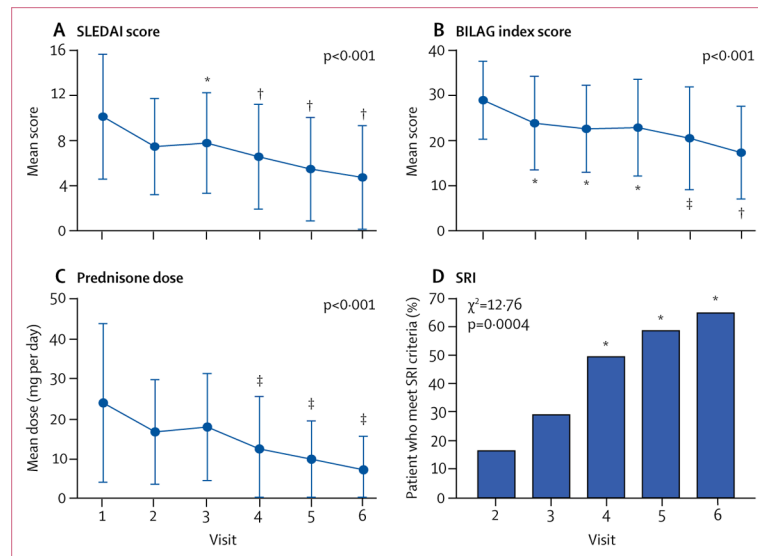 A SLEDAI score
p<0·001
Mean score
16
12
8
4
0
*
†
†
†
B BILAG index score
p<0·001
Mean score
40
30
20
10
0
*
*
*
‡
†
C Prednisone dose
p<0·001
Mean dose (mg per day)
50
40
30
20
10
0
‡
‡
‡
1 2 3 4 5 6
Visit
D SRI
χ²=12·76
p=0·0004
Patient who meet SRI criteria (%)
70
60
50
40
30
20
10
0
*
*
*
2 3 4 5 6
Visit